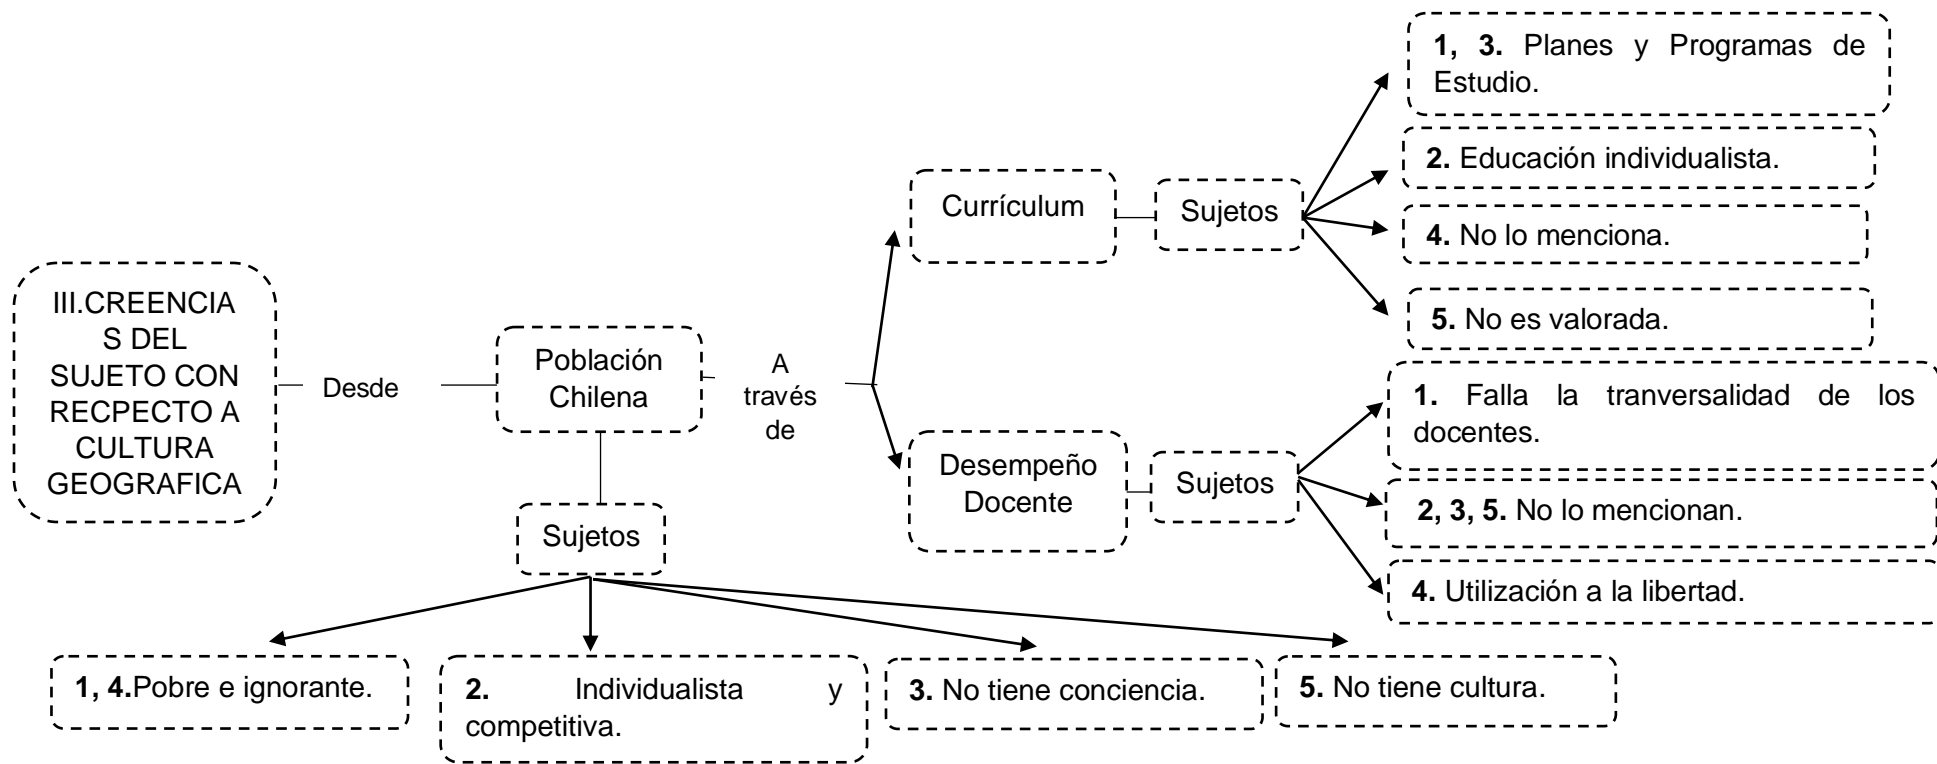 III.CREENCIA
S DEL
SUJETO CON
RECPECTO A
CULTURA
GEOGRAFICA
Desde
Población
Chilena
A
través
de
Currículum
Sujetos
1, 3. Planes y Programas de
Estudio.
2. Educación individualista.
4. No lo menciona.
5. No es valorada.
Desempeño
Docente
Sujetos
1. Falla la tranversalidad de los
docentes.
2, 3, 5. No lo mencionan.
4. Utilización a la libertad.
Sujetos
1, 4.Pobre e ignorante.
2. Individualista y
competitiva.
3. No tiene conciencia.
5. No tiene cultura.